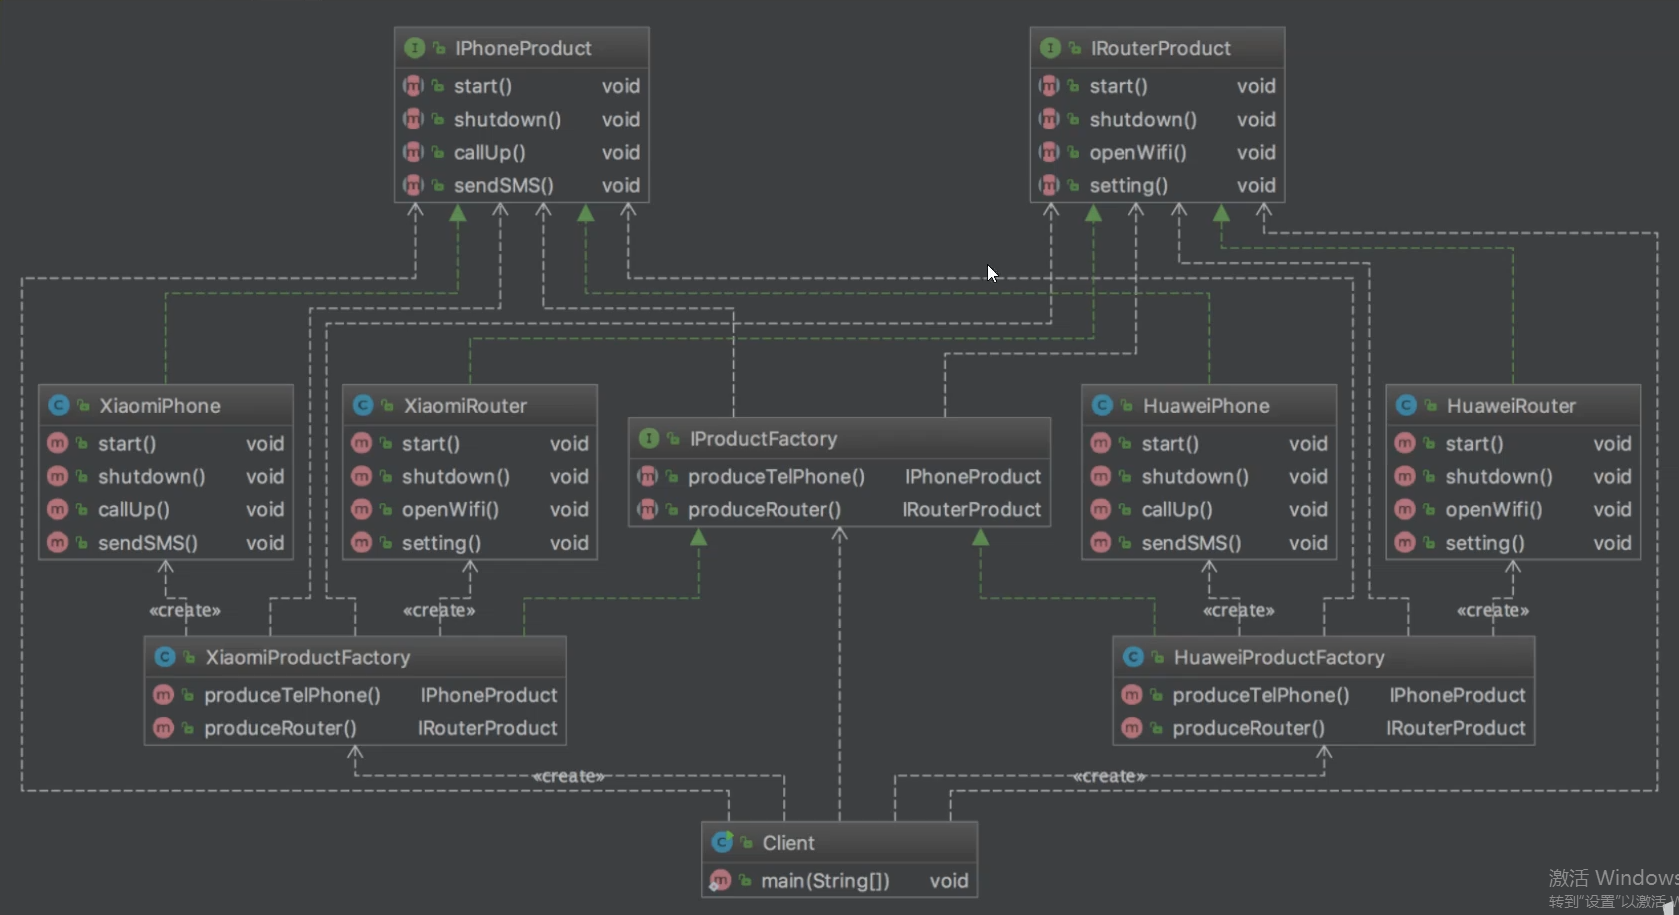 IPhoneProduct
start() void
shutdown() void
callUp() void
sendSMS() void
IRouterProduct
start() void
shutdown() void
openWifi() void
setting() void
XiaomiPhone
start() void
shutdown() void
callUp() void
sendSMS() void
XiaomiRouter
start() void
shutdown() void
openWifi() void
setting() void
IProductFactory
produceTelPhone() IPhoneProduct
produceRouter() IRouterProduct
HuaweiPhone
start() void
shutdown() void
callUp() void
sendSMS() void
HuaweiRouter
start() void
shutdown() void
openWifi() void
setting() void
«create»
«create»
«create»
«create»
XiaomiProductFactory
produceTelPhone() IPhoneProduct
produceRouter() IRouterProduct
HuaweiProductFactory
produceTelPhone() IPhoneProduct
produceRouter() IRouterProduct
«create»
«create»
Client
main(String[]) void
激活 Windows
转到"设置"以激活